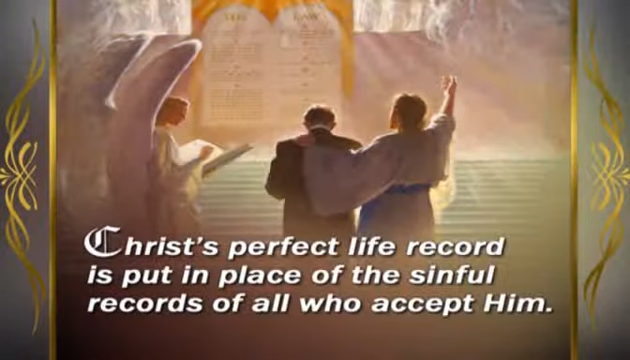 Christ's perfect life record
is put in place of the sinful
records of all who accept Him.